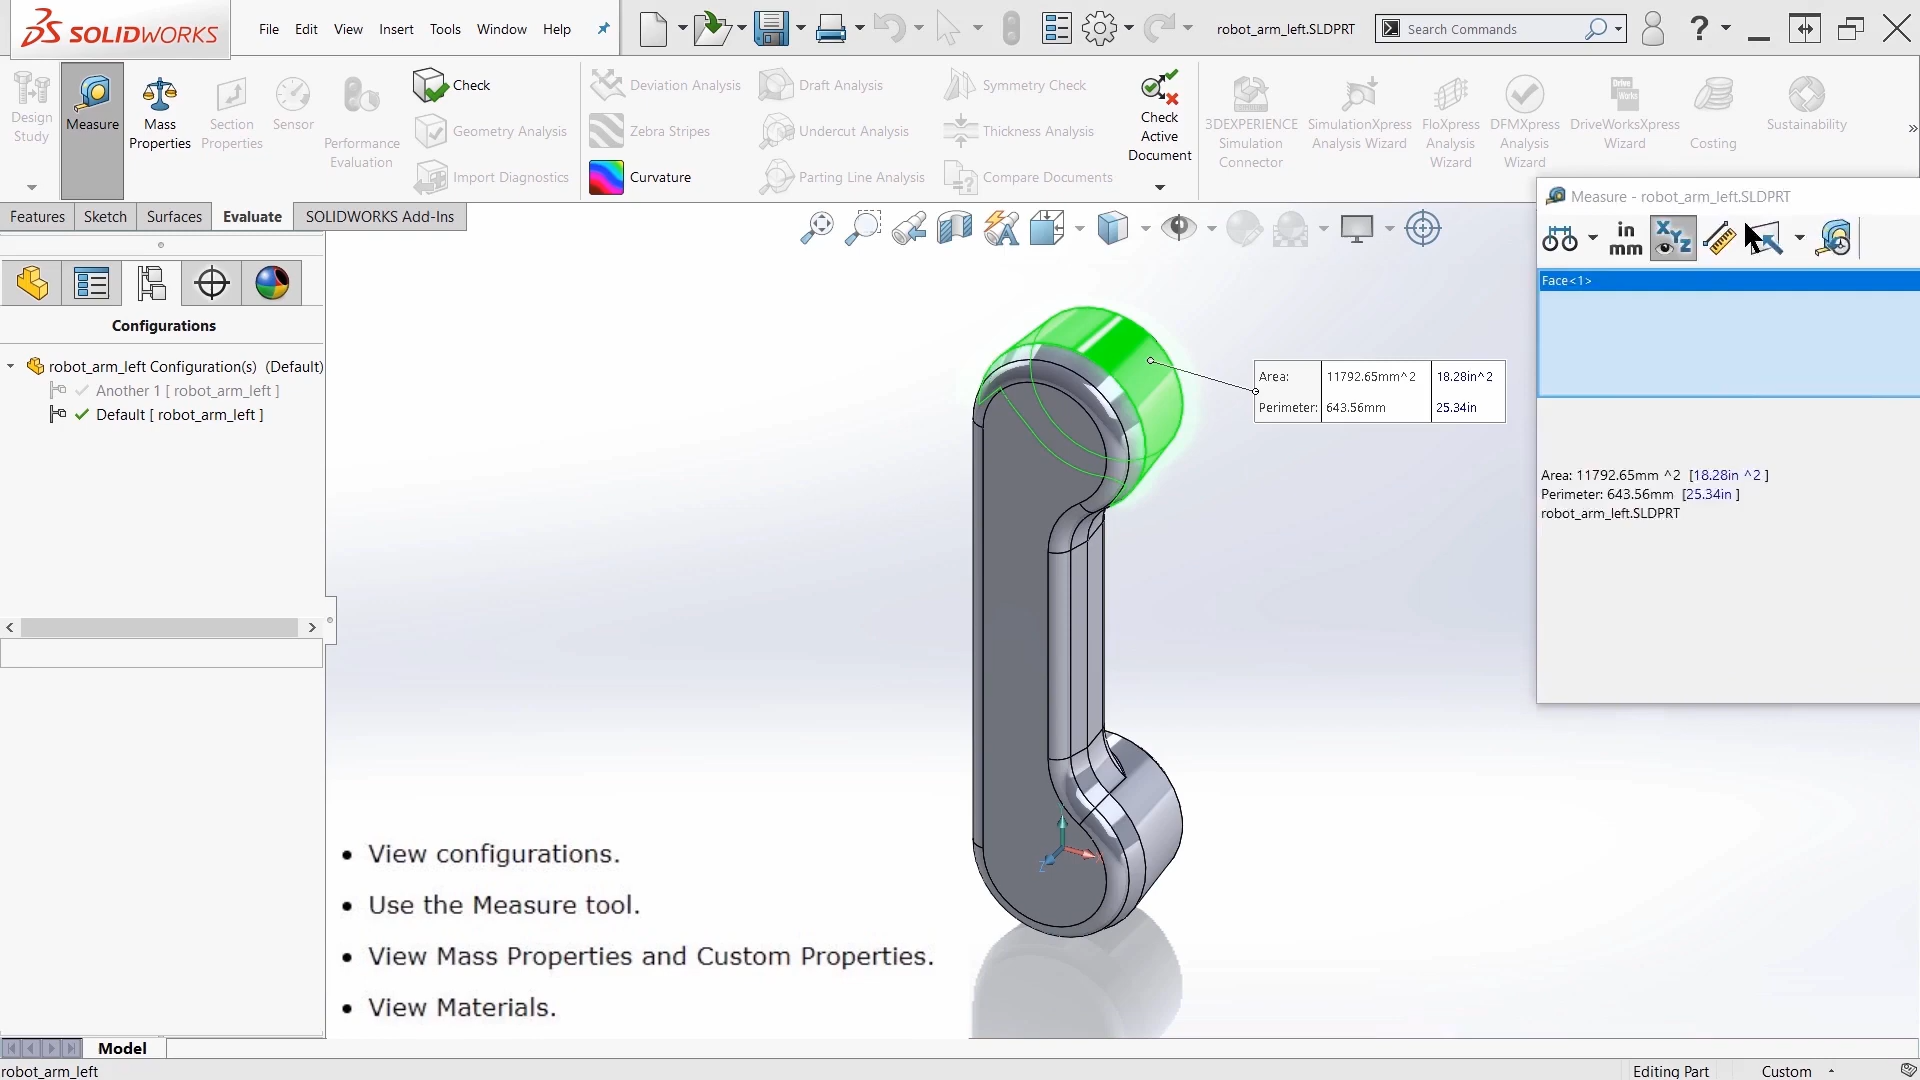 SOLIDWORKS
File Edit View Insert Tools Window Help
robot_arm_left.SLDPRT
Search Commands
Design Study
Measure
Mass Properties
Section Properties
Sensor
Performance Evaluation
Check
Geometry Analysis
Import Diagnostics
Deviation Analysis
Zebra Stripes
Curvature
Draft Analysis
Undercut Analysis
Parting Line Analysis
Symmetry Check
Thickness Analysis
Compare Documents
Check Active Document
3DEXPERIENCE Simulation Connector
SimulationXpress Analysis Wizard
FloXpress Analysis Wizard
DFMXpress Analysis Wizard
DriveWorksXpress Wizard
Costing
Sustainability
Features Sketch Surfaces Evaluate SOLIDWORKS Add-Ins
Measure - robot_arm_left.SLDPRT
in mm
XYZ
Face<1>
Configurations
robot_arm_left Configuration(s) (Default)
Another 1 [ robot_arm_left ]
Default [ robot_arm_left ]
Area: 11792.65mm^2 18.28in^2
Perimeter: 643.56mm 25.34in
Area: 11792.65mm ^2 [18.28in ^2 ]
Perimeter: 643.56mm [25.34in ]
robot_arm_left.SLDPRT
• View configurations.
• Use the Measure tool.
• View Mass Properties and Custom Properties.
• View Materials.
Model
robot_arm_left
Editing Part
Custom